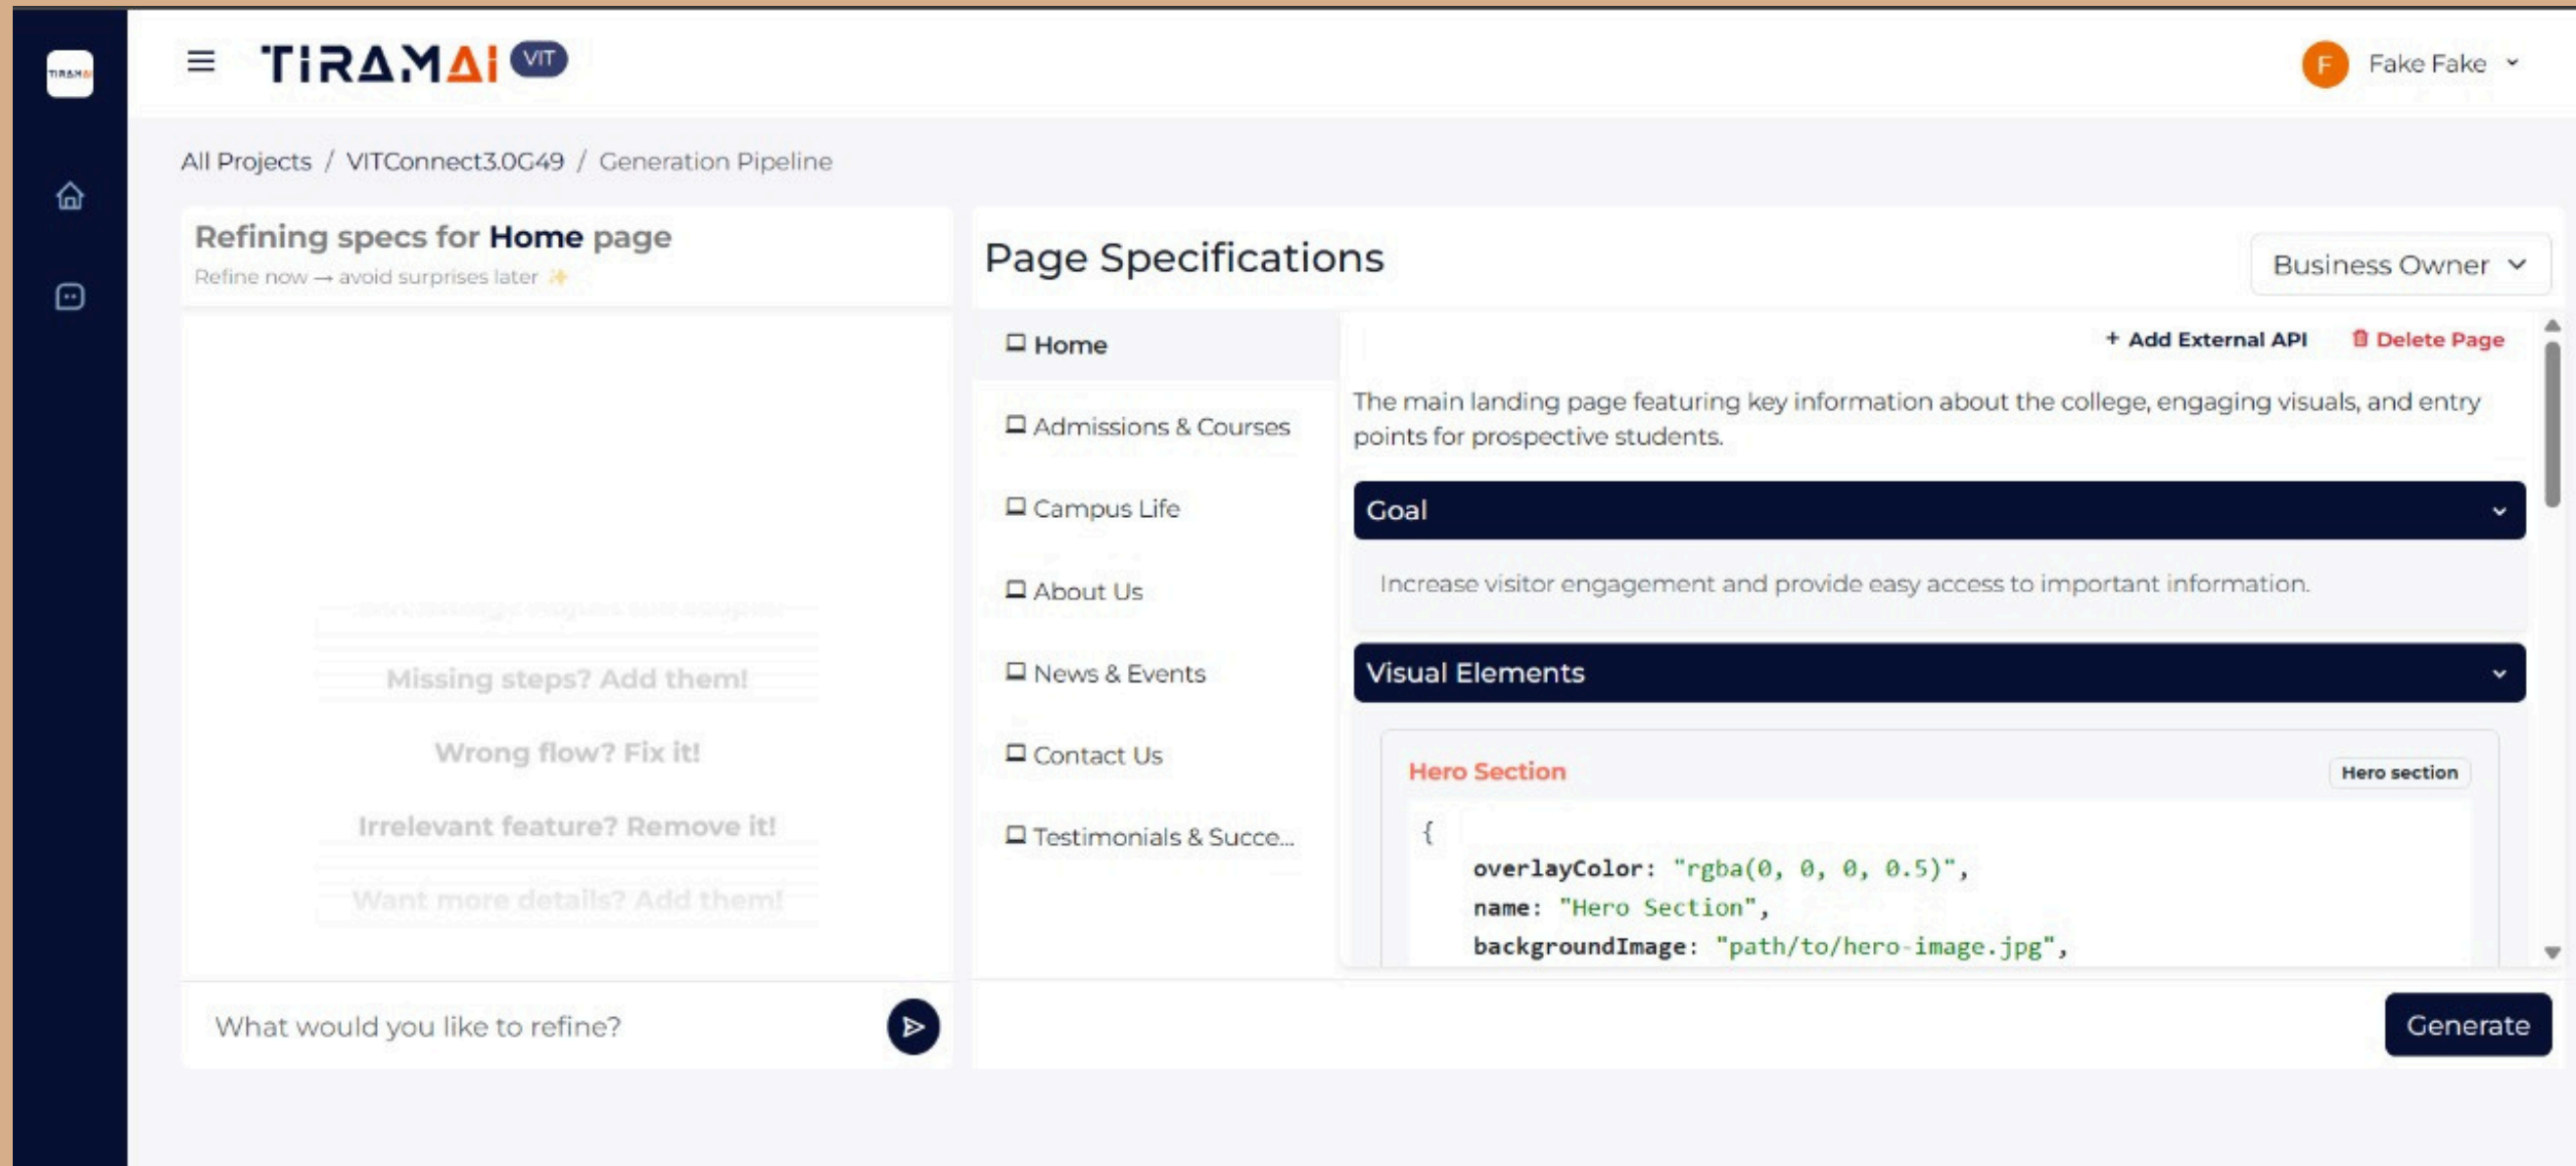 TIRAMAI
TIRAMAI VIT
F Fake Fake
All Projects / VITConnect3.0G49 / Generation Pipeline
Refining specs for Home page
Refine now → avoid surprises later ✨
Missing steps? Add them!
Wrong flow? Fix it!
Irrelevant feature? Remove it!
Want more details? Add them!
What would you like to refine?
Page Specifications
Business Owner
Home
Admissions & Courses
Campus Life
About Us
News & Events
Contact Us
Testimonials & Succe...
+ Add External API
Delete Page
The main landing page featuring key information about the college, engaging visuals, and entry
points for prospective students.
Goal
Increase visitor engagement and provide easy access to important information.
Visual Elements
Hero Section
Hero section
{
overlayColor: "rgba(0, 0, 0, 0.5)",
name: "Hero Section",
backgroundImage: "path/to/hero-image.jpg",
Generate